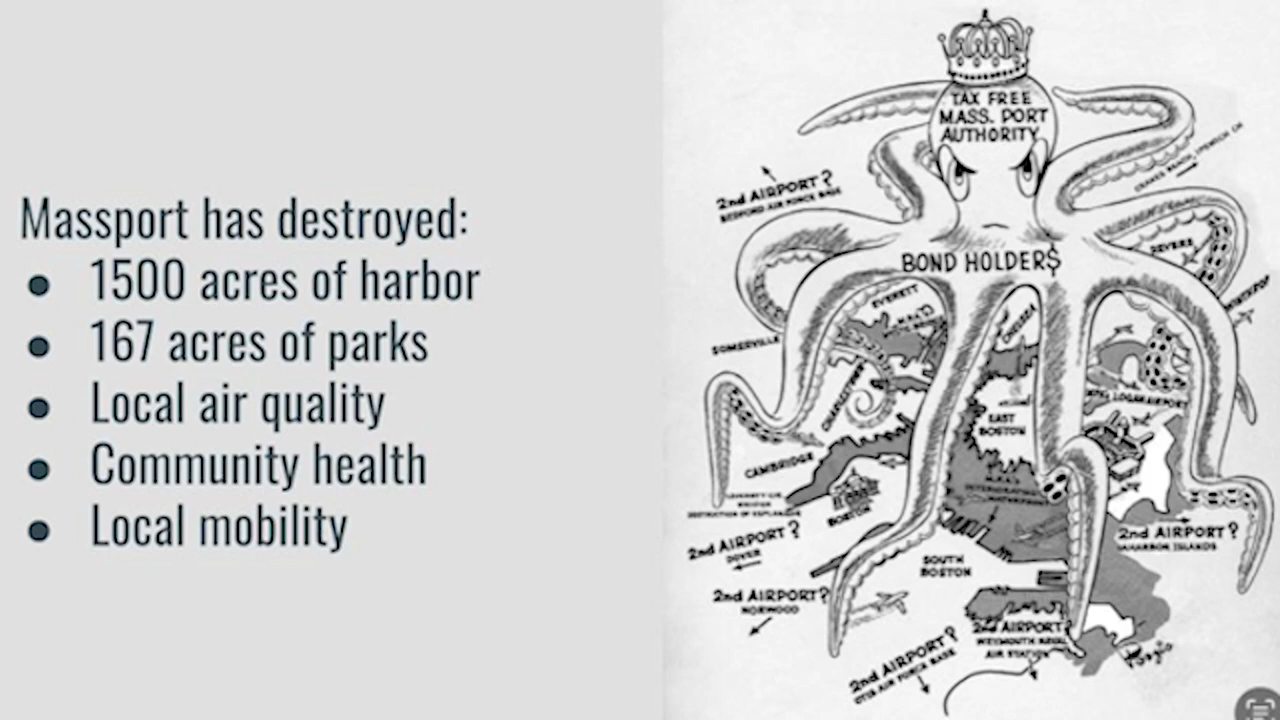 Massport has destroyed:
● 1500 acres of harbor
● 167 acres of parks
● Local air quality
● Community health
● Local mobility
TAX FREE
MASS. PORT
AUTHORITY
2nd AIRPORT?
BEDFORD AIR FORCE BASE
REVERE
BOND HOLDER$
WINTHROP
EVERETT
CHELSEA
SOMERVILLE
CHARLESTOWN
EAST
BOSTON
CAMBRIDGE
BOSTON
DESTRUCTION OF ESPLANADE
2nd AIRPORT?
DOVER
2nd AIRPORT?
HARBOR ISLANDS
SOUTH
BOSTON
2nd AIRPORT?
NORWOOD
2nd AIRPORT
WEYMOUTH NAVAL
AIR STATION
2nd AIRPORT?
OTIS AIR FORCE BASE